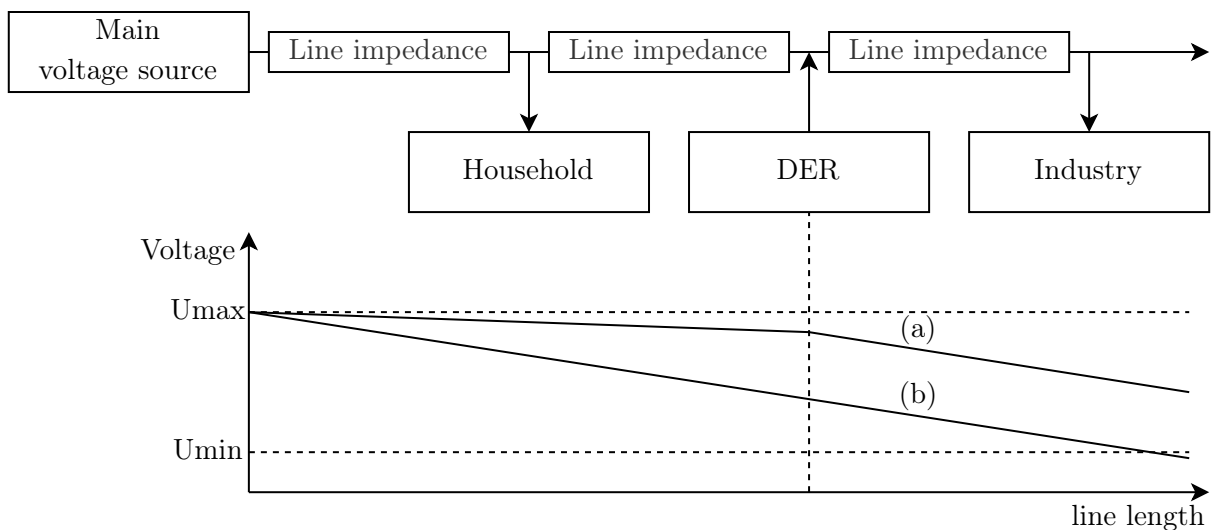 Main
voltage source
Line impedance
Line impedance
Line impedance
Household
DER
Industry
Voltage
Umax
(a)
(b)
Umin
line length